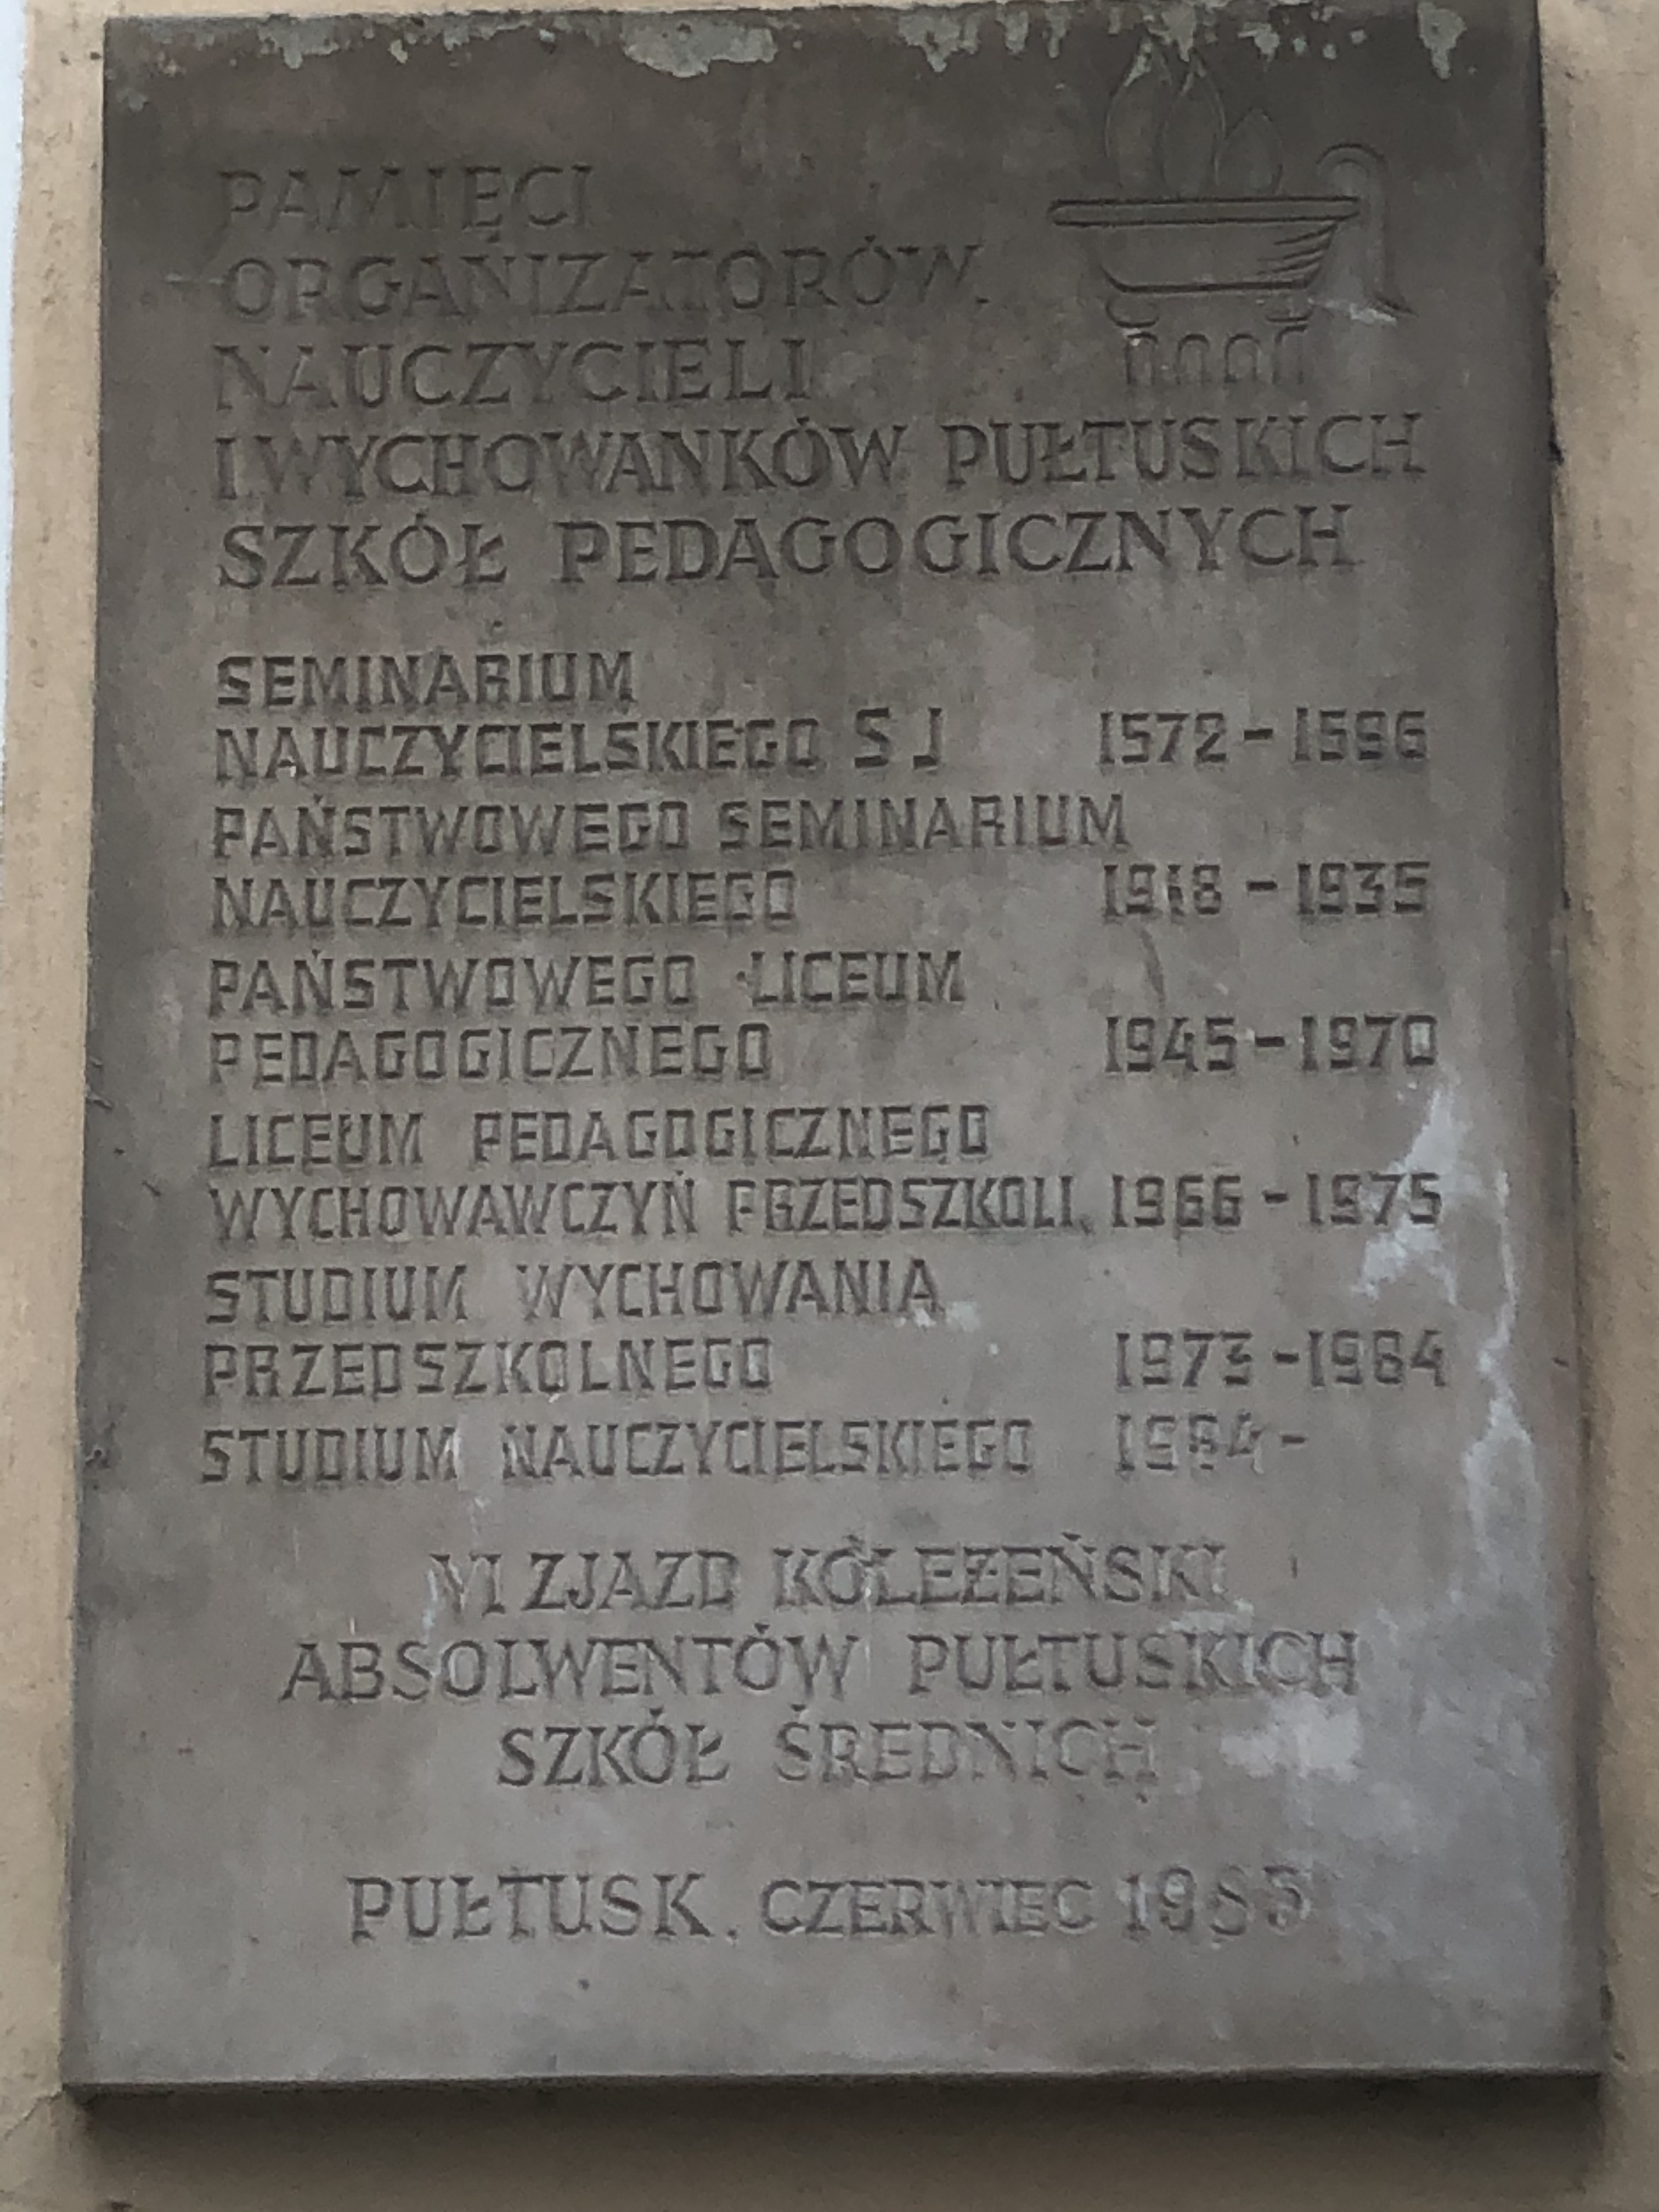 PAMIĘCI
ORGANIZATORÓW,
NAUCZYCIELI
I WYCHOWANKÓW PUŁTUSKICH
SZKÓŁ PEDAGOGICZNYCH
SEMINARIUM
NAUCZYCIELSKIEGO S J 1572 - 1586
PAŃSTWOWEGO SEMINARIUM
NAUCZYCIELSKIEGO 1918 - 1935
PAŃSTWOWEGO LICEUM
PEDAGOGICZNEGO 1945 - 1970
LICEUM PEDAGOGICZNEGO
WYCHOWAWCZYŃ PRZEDSZKOLI 1966 - 1975
STUDIUM WYCHOWANIA
PRZEDSZKOLNEGO 1973 - 1984
STUDIUM NAUCZYCIELSKIEGO 1984 -
VI ZJAZD KOLEŻEŃSKI
ABSOLWENTÓW PUŁTUSKICH
SZKÓŁ ŚREDNICH
PUŁTUSK, CZERWIEC 1985